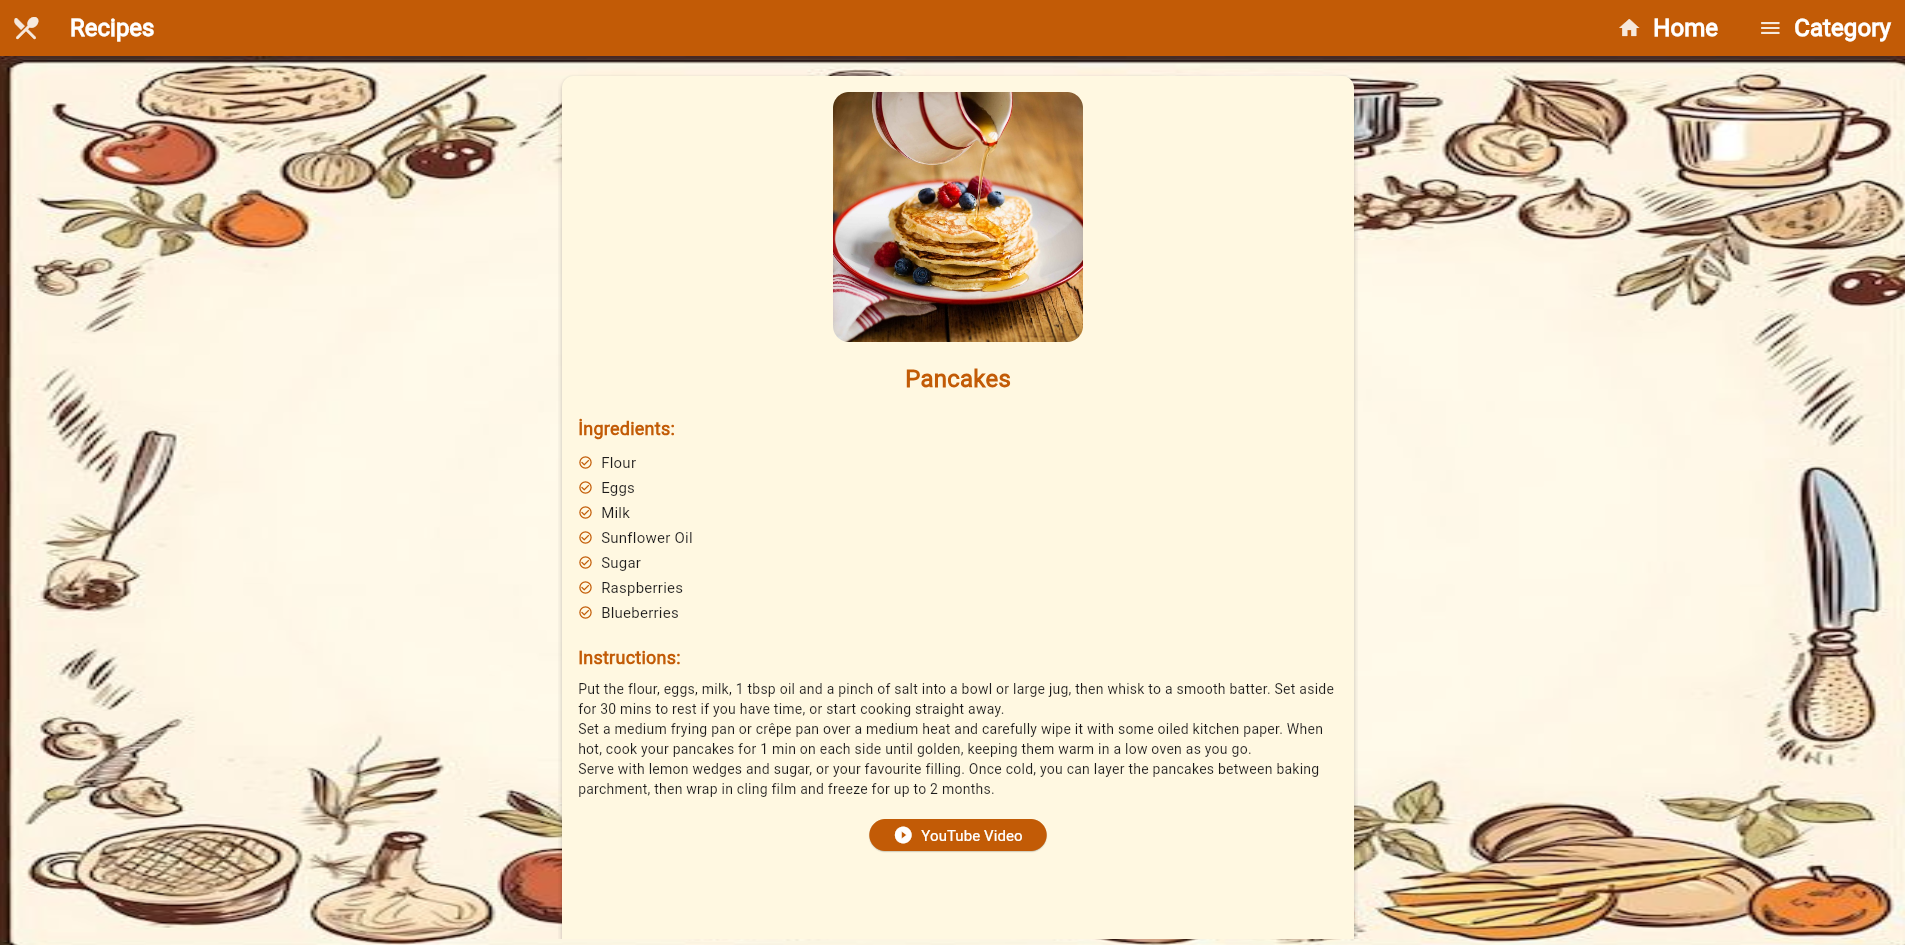 Recipes
Home
Category
Pancakes
İngredients:
Flour
Eggs
Milk
Sunflower Oil
Sugar
Raspberries
Blueberries
Instructions:
Put the flour, eggs, milk, 1 tbsp oil and a pinch of salt into a bowl or large jug, then whisk to a smooth batter. Set aside
for 30 mins to rest if you have time, or start cooking straight away.
Set a medium frying pan or crêpe pan over a medium heat and carefully wipe it with some oiled kitchen paper. When
hot, cook your pancakes for 1 min on each side until golden, keeping them warm in a low oven as you go.
Serve with lemon wedges and sugar, or your favourite filling. Once cold, you can layer the pancakes between baking
parchment, then wrap in cling film and freeze for up to 2 months.
YouTube Video